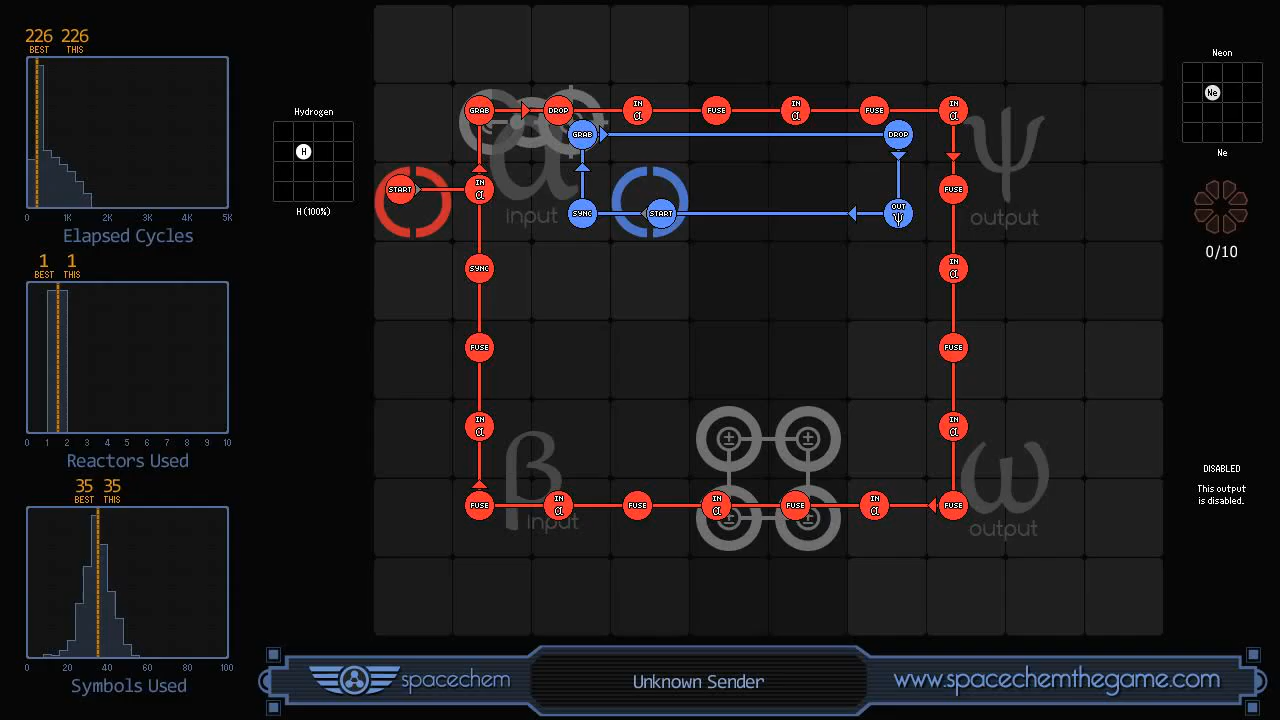 226 226
BEST THIS
0 1K 2K 3K 4K 5K
Elapsed Cycles
1 1
BEST THIS
0 1 2 3 4 5 6 7 8 9 10
Reactors Used
35 35
BEST THIS
0 20 40 60 80 100
Symbols Used
Hydrogen
H
H (100%)
GRAB DROP IN α FUSE IN α FUSE IN α
GRAB DROP
START IN α FUSE
SYNC START OUT ψ
α
input
ψ
output
SYNC IN α
FUSE FUSE
IN α IN α
± ±
FUSE IN α FUSE IN α FUSE IN α FUSE
± ±
β
input
ω
output
Neon
Ne
Ne
0/10
DISABLED
This output
is disabled.
spacechem
Unknown Sender
www.spacechemthegame.com